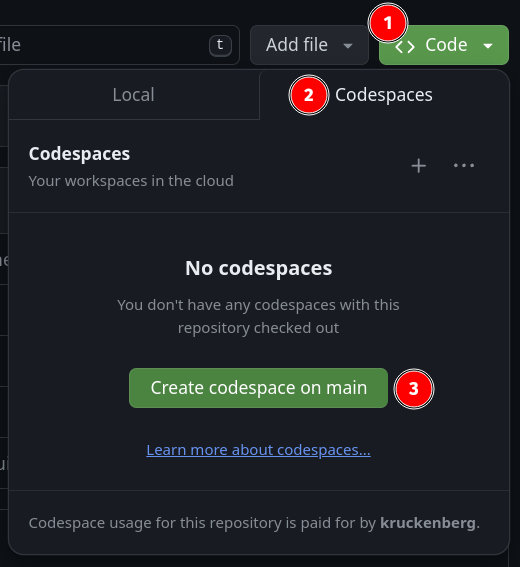 file
t
Add file
1
<> Code
Local
2
Codespaces
Codespaces
Your workspaces in the cloud
No codespaces
You don't have any codespaces with this
repository checked out
Create codespace on main
3
Learn more about codespaces...
Codespace usage for this repository is paid for by kruckenberg.